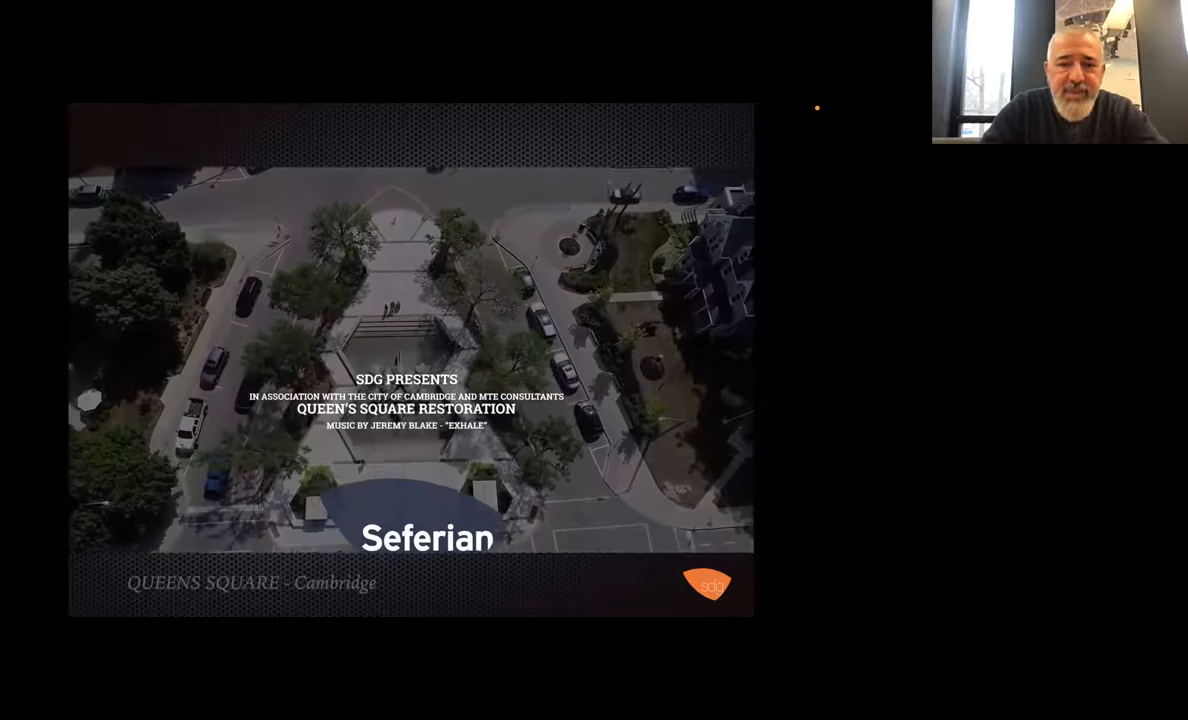 SDG PRESENTS
IN ASSOCIATION WITH THE CITY OF CAMBRIDGE AND MTE CONSULTANTS
QUEEN'S SQUARE RESTORATION
MUSIC BY JEREMY BLAKE - "EXHALE"
Seferian
QUEENS SQUARE - Cambridge
sdg